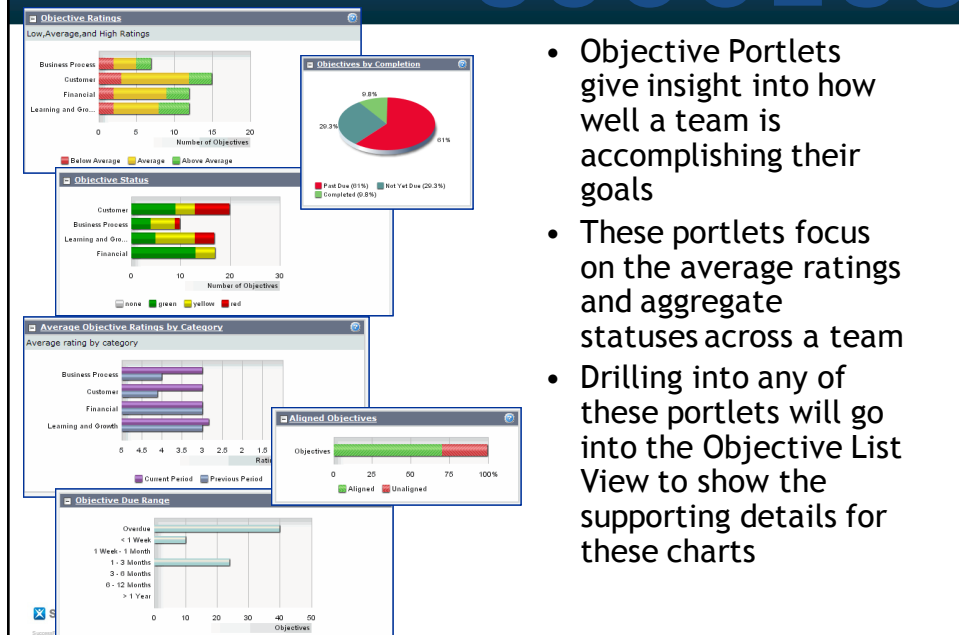 Objective Ratings
Low,Average,and High Ratings
Business Process
Customer
Financial
Learning and Gro...
0 5 10 15 20
Number of Objectives
Below Average Average Above Average
Objectives by Completion
9.8%
29.3%
61%
Past Due (61%) Not Yet Due (29.3%)
Completed (9.8%)
Objective Status
Customer
Business Process
Learning and Gro...
Financial
0 10 20 30
Number of Objectives
none green yellow red
Average Objective Ratings by Category
Average rating by category
Business Process
Customer
Financial
Learning and Growth
5 4.5 4 3.5 3 2.5 2 1.5
Current Period Previous Period
Aligned Objectives
Objectives
0 25 50 75 100%
Aligned Unaligned
Objective Due Range
Overdue
< 1 Week
1 Week - 1 Month
1 - 3 Months
3 - 6 Months
6 - 12 Months
> 1 Year
0 10 20 30 40 50
Objectives
• Objective Portlets
give insight into how
well a team is
accomplishing their
goals
• These portlets focus
on the average ratings
and aggregate
statuses across a team
• Drilling into any of
these portlets will go
into the Objective List
View to show the
supporting details for
these charts